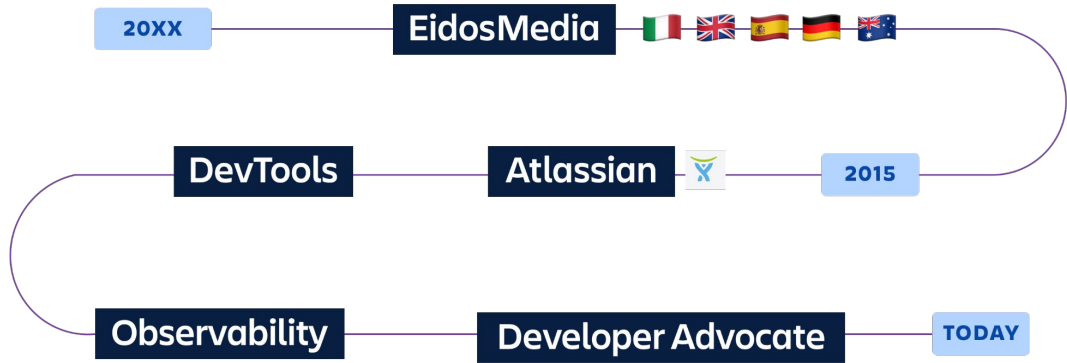 20XX EidosMedia
DevTools Atlassian 2015
Observability Developer Advocate TODAY